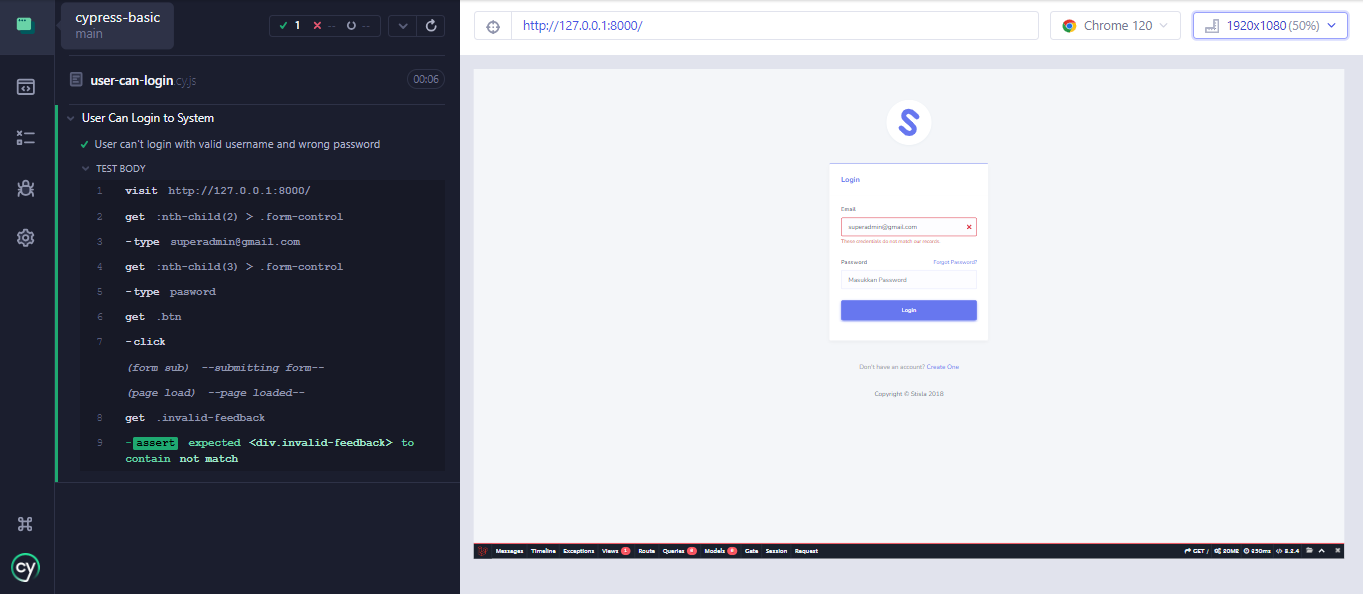 cypress-basic
main
1 -- --
user-can-login.cy.js 00:06
User Can Login to System
User can't login with valid username and wrong password
TEST BODY
1 visit http://127.0.0.1:8000/
2 get :nth-child(2) > .form-control
3 -type superadmin@gmail.com
4 get :nth-child(3) > .form-control
5 -type pasword
6 get .btn
7 -click
(form sub) --submitting form--
(page load) --page loaded--
8 get .invalid-feedback
9 -assert expected <div.invalid-feedback> to
contain not match
cy
http://127.0.0.1:8000/ Chrome 120 1920x1080 (50%)
S
Login
Email
superadmin@gmail.com
These credentials do not match our records.
Password Forgot Password?
Masukkan Password
Login
Don't have an account? Create One
Copyright © Stisla 2018
Messages Timeline Exceptions Views 1 Route Queries Models Gate Session Request GET / 20MB 8.2.4